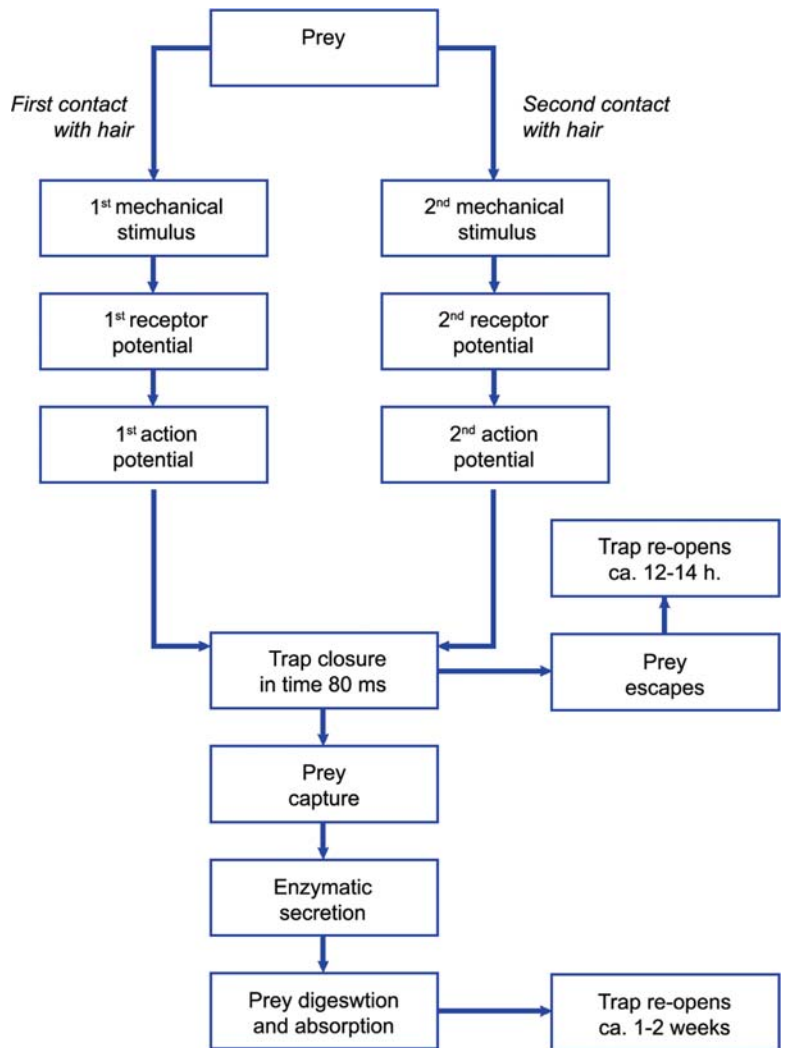 Prey
First contact
with hair
Second contact
with hair
1st mechanical
stimulus
2nd mechanical
stimulus
1st receptor
potential
2nd receptor
potential
1st action
potential
2nd action
potential
Trap re-opens
ca. 12-14 h.
Trap closure
in time 80 ms
Prey
escapes
Prey
capture
Enzymatic
secretion
Prey digeswtion
and absorption
Trap re-opens
ca. 1-2 weeks